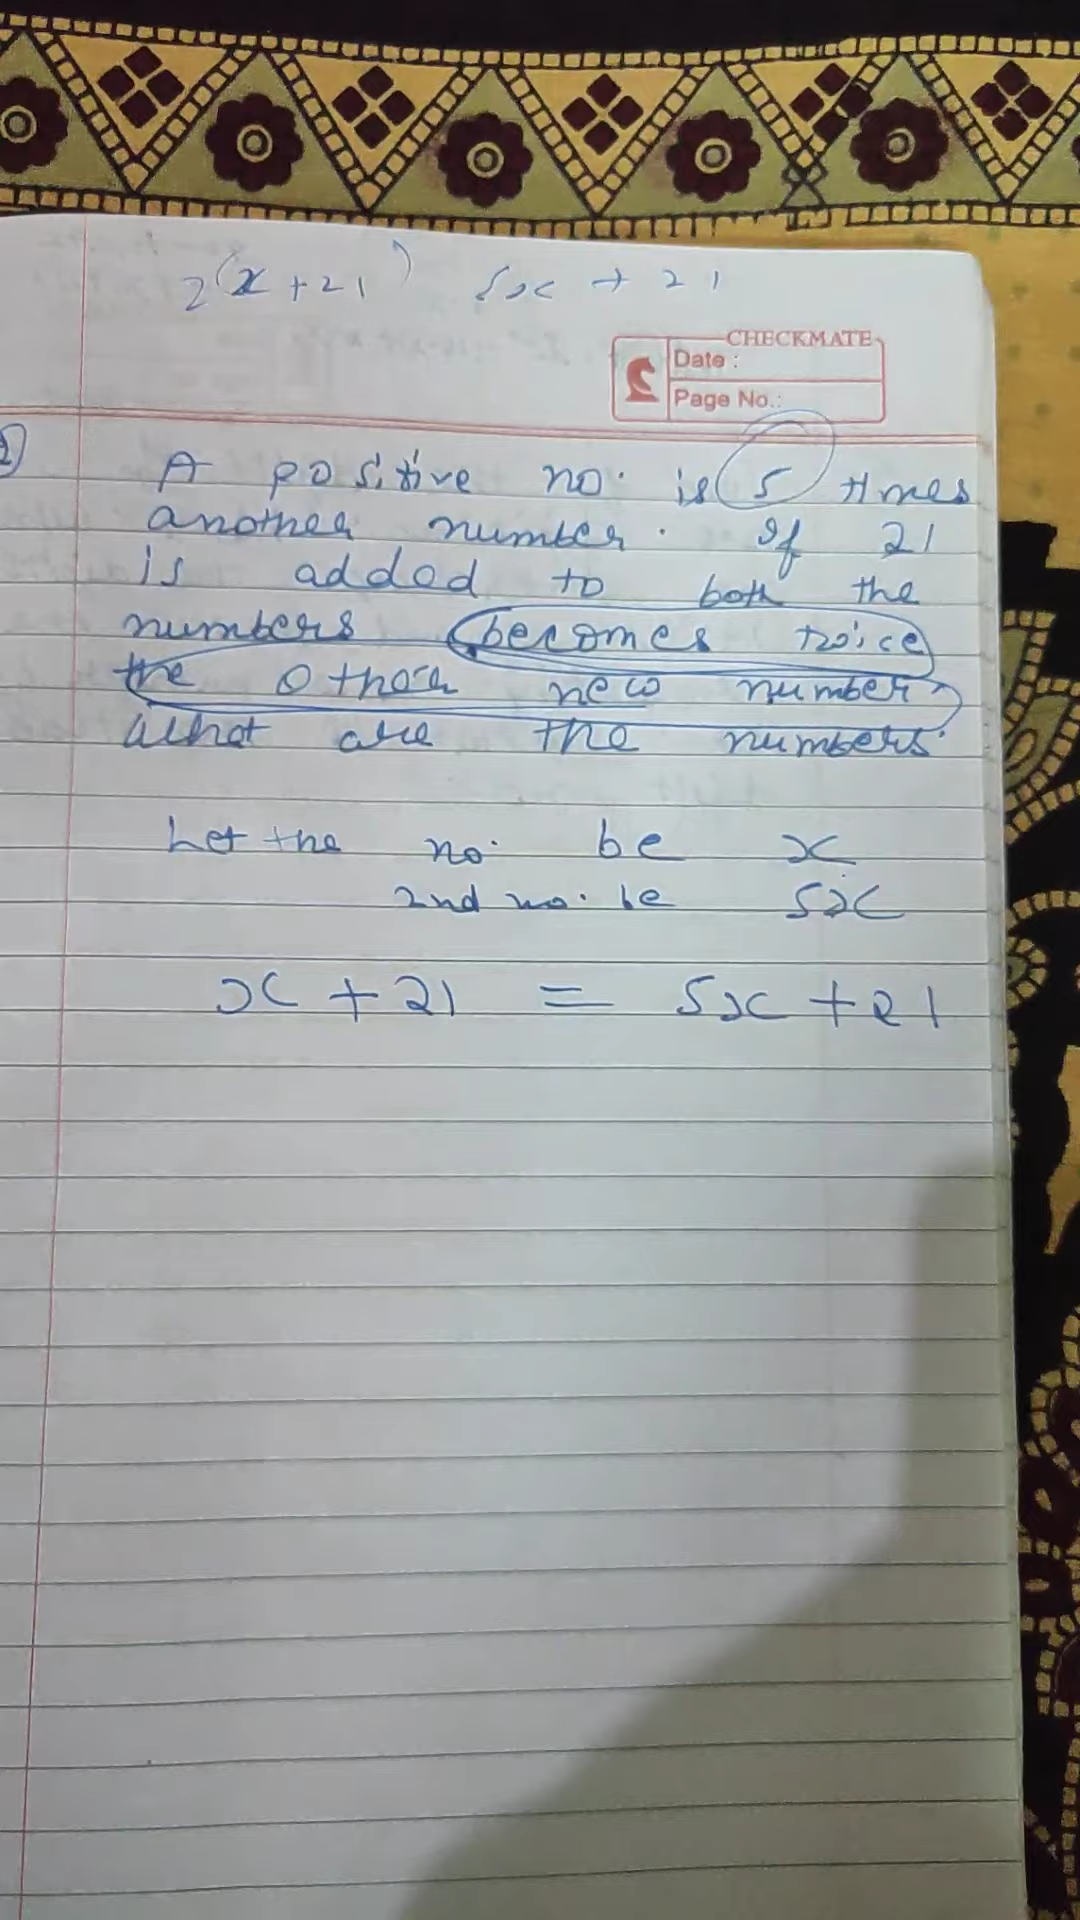 2(x+21) 5x + 21
CHECKMATE
Date :
Page No.:
2)
A positive no. is 5 times
another number. If 21
is added to both the
numbers becomes twice
the other new number.
what are the numbers.
Let the no. be x
2nd no. be 5x
x + 21 = 5x + 21